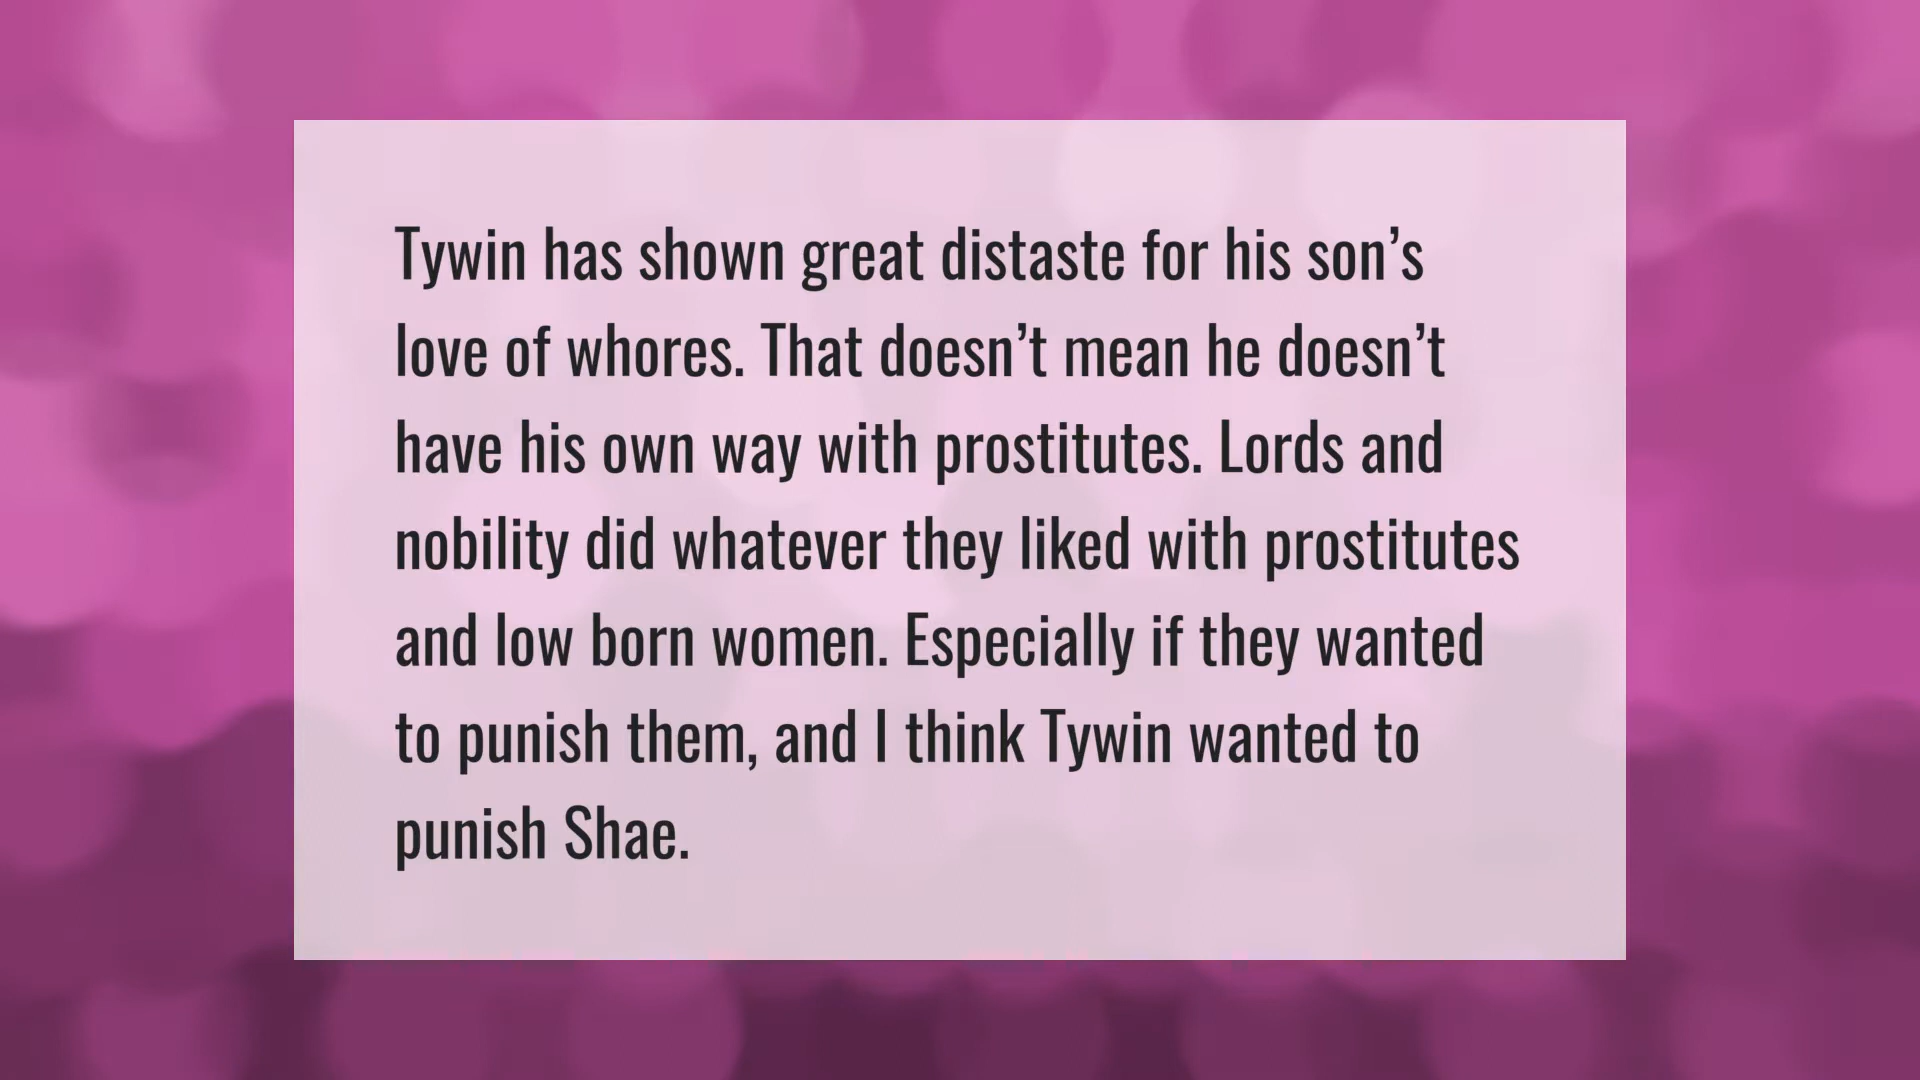 Tywin has shown great distaste for his son’s
love of whores. That doesn’t mean he doesn’t
have his own way with prostitutes. Lords and
nobility did whatever they liked with prostitutes
and low born women. Especially if they wanted
to punish them, and I think Tywin wanted to
punish Shae.